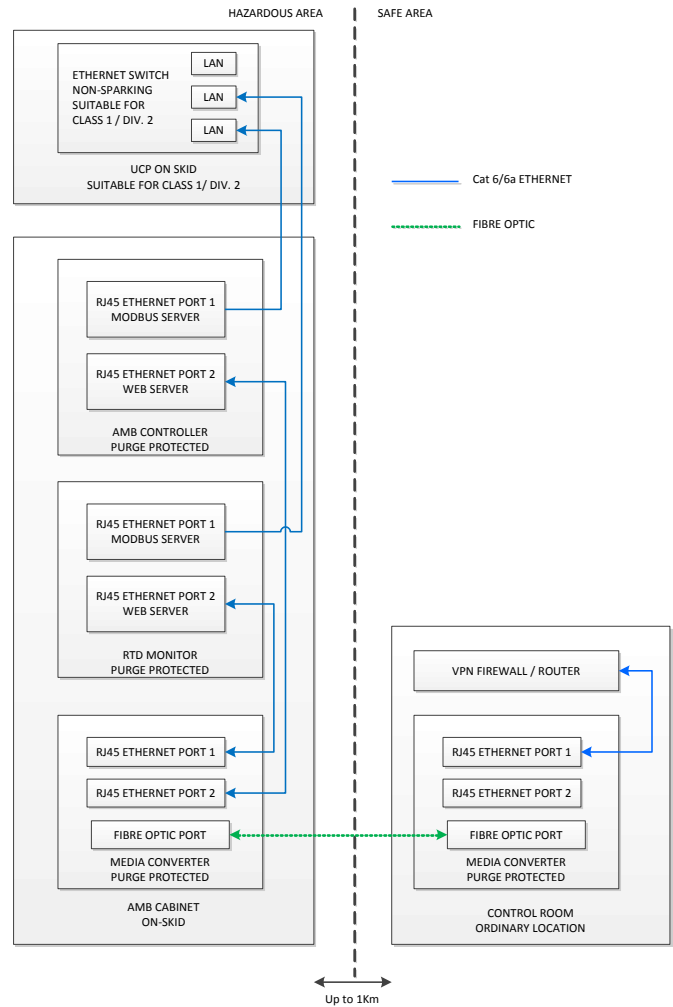 HAZARDOUS AREA
SAFE AREA
ETHERNET SWITCH
NON-SPARKING
SUITABLE FOR
CLASS 1 / DIV. 2
LAN
LAN
LAN
UCP ON SKID
SUITABLE FOR CLASS 1/ DIV. 2
Cat 6/6a ETHERNET
FIBRE OPTIC
RJ45 ETHERNET PORT 1
MODBUS SERVER
RJ45 ETHERNET PORT 2
WEB SERVER
AMB CONTROLLER
PURGE PROTECTED
RJ45 ETHERNET PORT 1
MODBUS SERVER
RJ45 ETHERNET PORT 2
WEB SERVER
RTD MONITOR
PURGE PROTECTED
RJ45 ETHERNET PORT 1
RJ45 ETHERNET PORT 2
FIBRE OPTIC PORT
MEDIA CONVERTER
PURGE PROTECTED
AMB CABINET
ON-SKID
VPN FIREWALL / ROUTER
RJ45 ETHERNET PORT 1
RJ45 ETHERNET PORT 2
FIBRE OPTIC PORT
MEDIA CONVERTER
PURGE PROTECTED
CONTROL ROOM
ORDINARY LOCATION
Up to 1Km